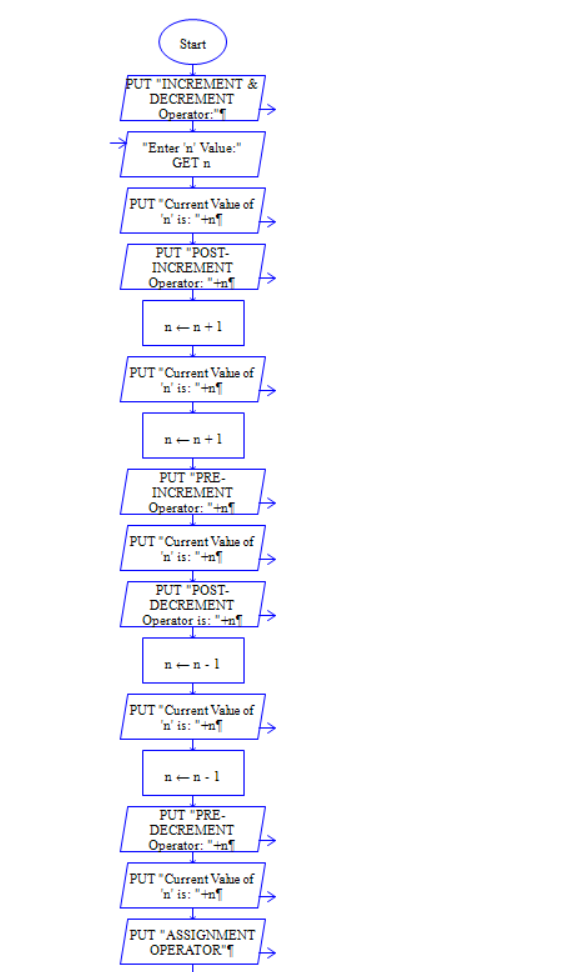 Start
PUT "INCREMENT &
DECREMENT
Operator:"¶
"Enter 'n' Value:"
GET n
PUT "Current Value of
'n' is: "+n¶
PUT "POST-
INCREMENT
Operator: "+n¶
n ← n + 1
PUT "Current Value of
'n' is: "+n¶
n ← n + 1
PUT "PRE-
INCREMENT
Operator: "+n¶
PUT "Current Value of
'n' is: "+n¶
PUT "POST-
DECREMENT
Operator is: "+n¶
n ← n - 1
PUT "Current Value of
'n' is: "+n¶
n ← n - 1
PUT "PRE-
DECREMENT
Operator: "+n¶
PUT "Current Value of
'n' is: "+n¶
PUT "ASSIGNMENT
OPERATOR"¶